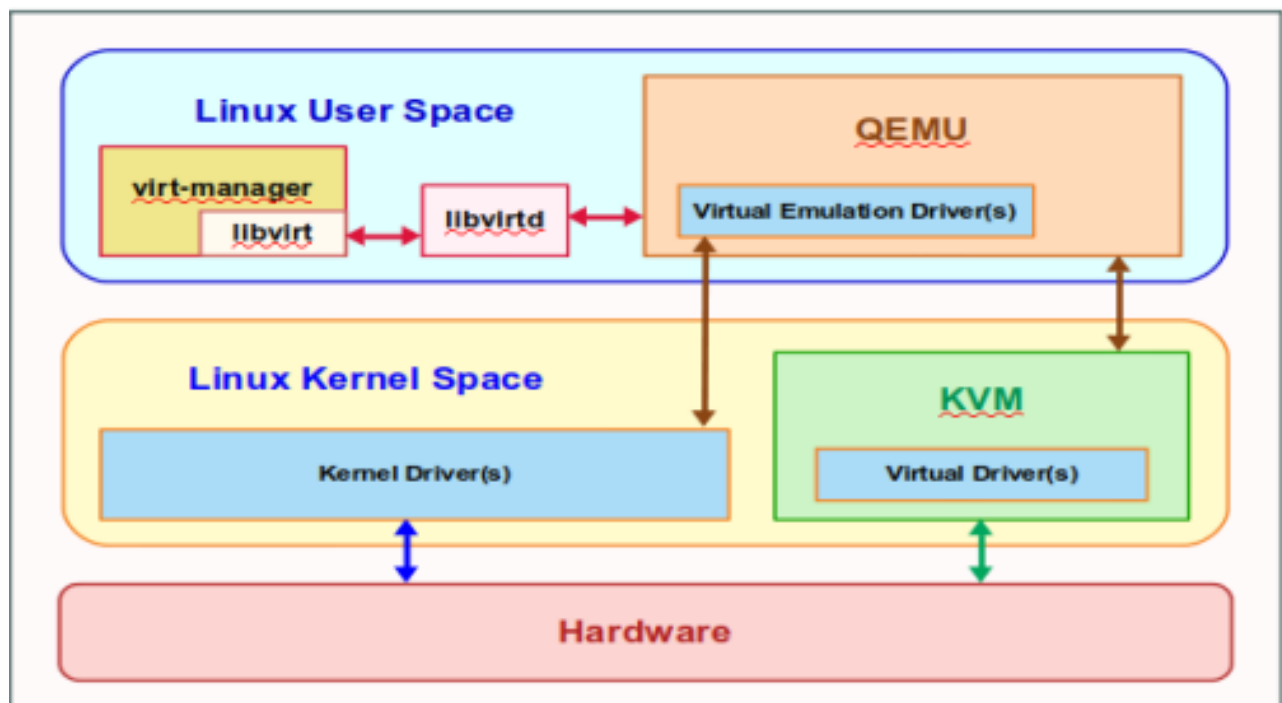 Linux User Space
QEMU
virt-manager
libvirt
libvirtd
Virtual Emulation Driver(s)
Linux Kernel Space
KVM
Kernel Driver(s)
Virtual Driver(s)
Hardware